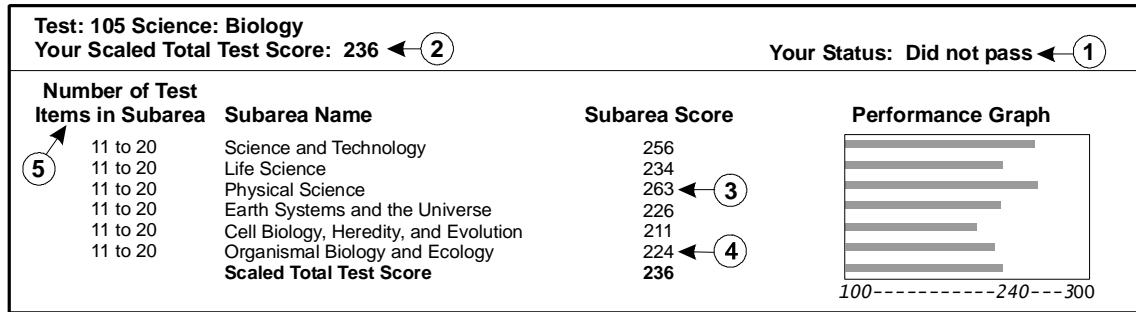 Test: 105 Science: Biology
Your Scaled Total Test Score: 236 2
Your Status: Did not pass 1
Number of Test
Items in Subarea Subarea Name Subarea Score Performance Graph
5
11 to 20 Science and Technology 256
11 to 20 Life Science 234
11 to 20 Physical Science 263 3
11 to 20 Earth Systems and the Universe 226
11 to 20 Cell Biology, Heredity, and Evolution 211
11 to 20 Organismal Biology and Ecology 224 4
Scaled Total Test Score 236
100------------240---300